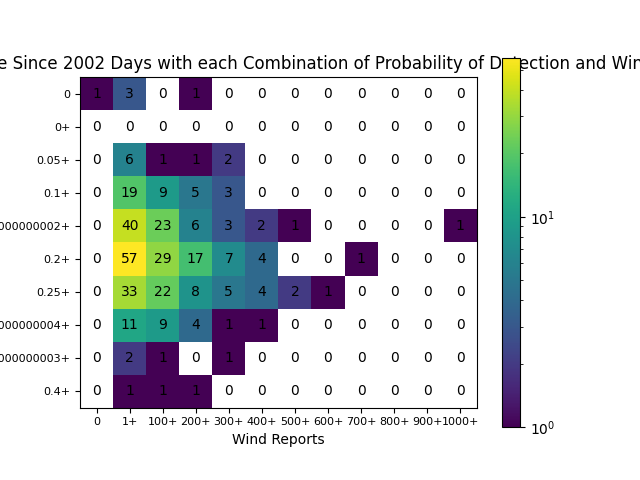 e Since 2002 Days with each Combination of Probability of Detection and Win
0 1 3 0 1 0 0 0 0 0 0 0 0
0+ 0 0 0 0 0 0 0 0 0 0 0 0
0.05+ 0 6 1 1 2 0 0 0 0 0 0 0
0.1+ 0 19 9 5 3 0 0 0 0 0 0 0
000000002+ 0 40 23 6 3 2 1 0 0 0 0 1
0.2+ 0 57 29 17 7 4 0 0 1 0 0 0
0.25+ 0 33 22 8 5 4 2 1 0 0 0 0
000000004+ 0 11 9 4 1 1 0 0 0 0 0 0
000000003+ 0 2 1 0 1 0 0 0 0 0 0 0
0.4+ 0 1 1 1 0 0 0 0 0 0 0 0
0 1+ 100+ 200+ 300+ 400+ 500+ 600+ 700+ 800+ 900+ 1000+
Wind Reports
10¹
10⁰